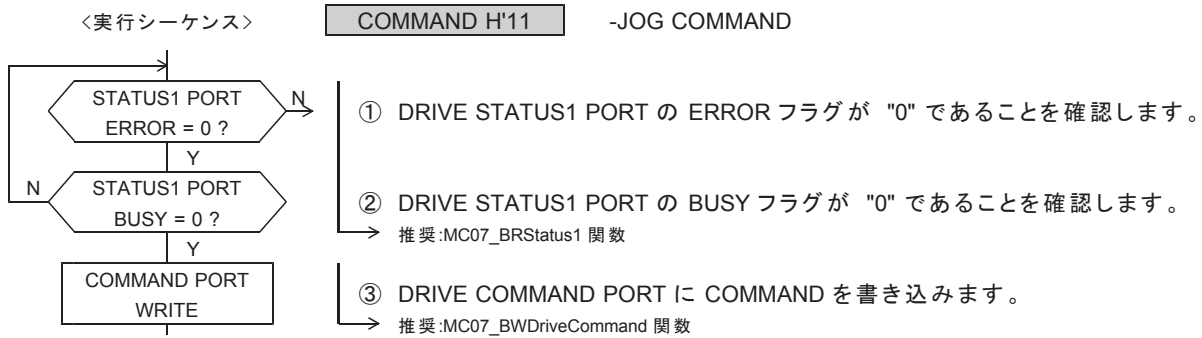 <実行シーケンス>
COMMAND H'11
-JOG COMMAND
STATUS1 PORT
ERROR = 0 ?
N
Y
① DRIVE STATUS1 PORT の ERROR フラグが "0" であることを確認します。
N
STATUS1 PORT
BUSY = 0 ?
Y
② DRIVE STATUS1 PORT の BUSY フラグが "0" であることを確認します。
推奨:MC07_BRStatus1 関数
COMMAND PORT
WRITE
③ DRIVE COMMAND PORT に COMMAND を書き込みます。
推奨:MC07_BWDriveCommand 関数